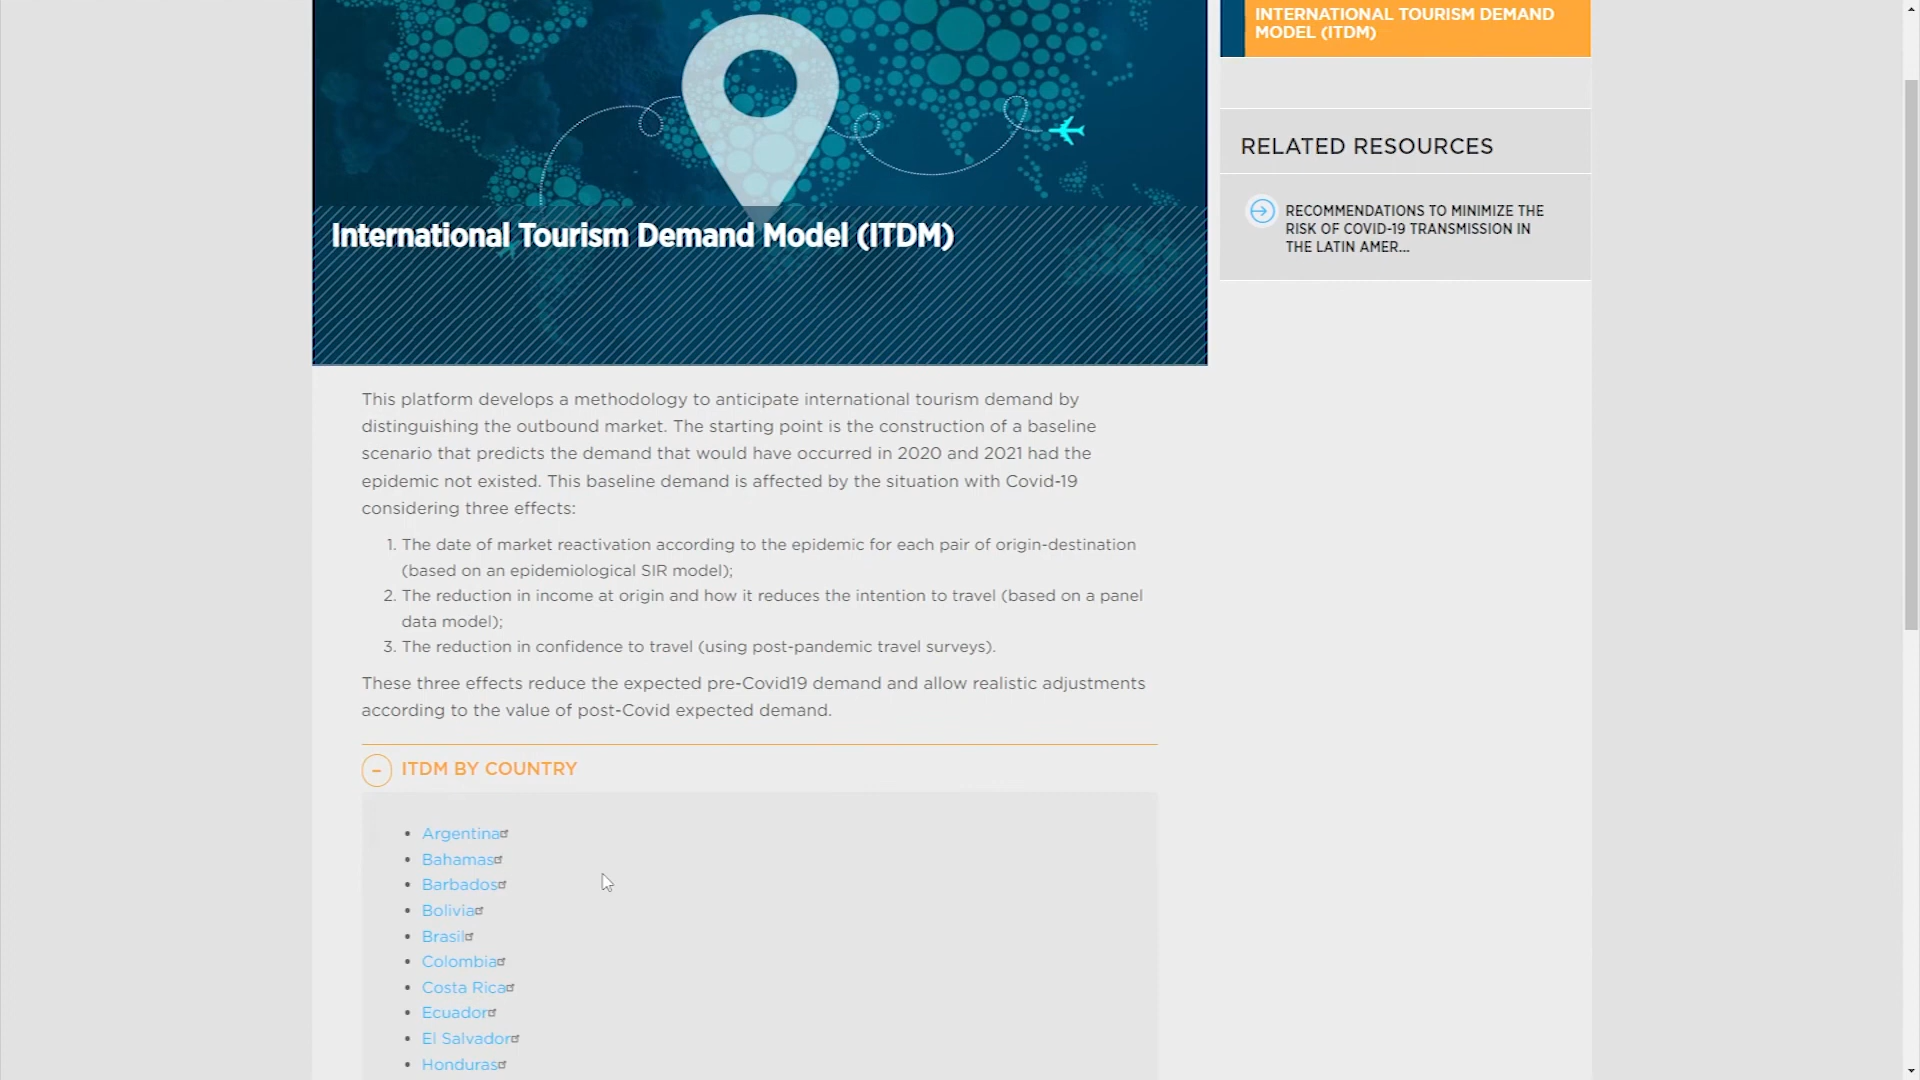 INTERNATIONAL TOURISM DEMAND
MODEL (ITDM)
RELATED RESOURCES
RECOMMENDATIONS TO MINIMIZE THE
RISK OF COVID-19 TRANSMISSION IN
THE LATIN AMER...
International Tourism Demand Model (ITDM)
This platform develops a methodology to anticipate international tourism demand by
distinguishing the outbound market. The starting point is the construction of a baseline
scenario that predicts the demand that would have occurred in 2020 and 2021 had the
epidemic not existed. This baseline demand is affected by the situation with Covid-19
considering three effects:
1. The date of market reactivation according to the epidemic for each pair of origin-destination
(based on an epidemiological SIR model);
2. The reduction in income at origin and how it reduces the intention to travel (based on a panel
data model);
3. The reduction in confidence to travel (using post-pandemic travel surveys).
These three effects reduce the expected pre-Covid19 demand and allow realistic adjustments
according to the value of post-Covid expected demand.
ITDM BY COUNTRY
Argentina
Bahamas
Barbados
Bolivia
Brasil
Colombia
Costa Rica
Ecuador
El Salvador
Honduras